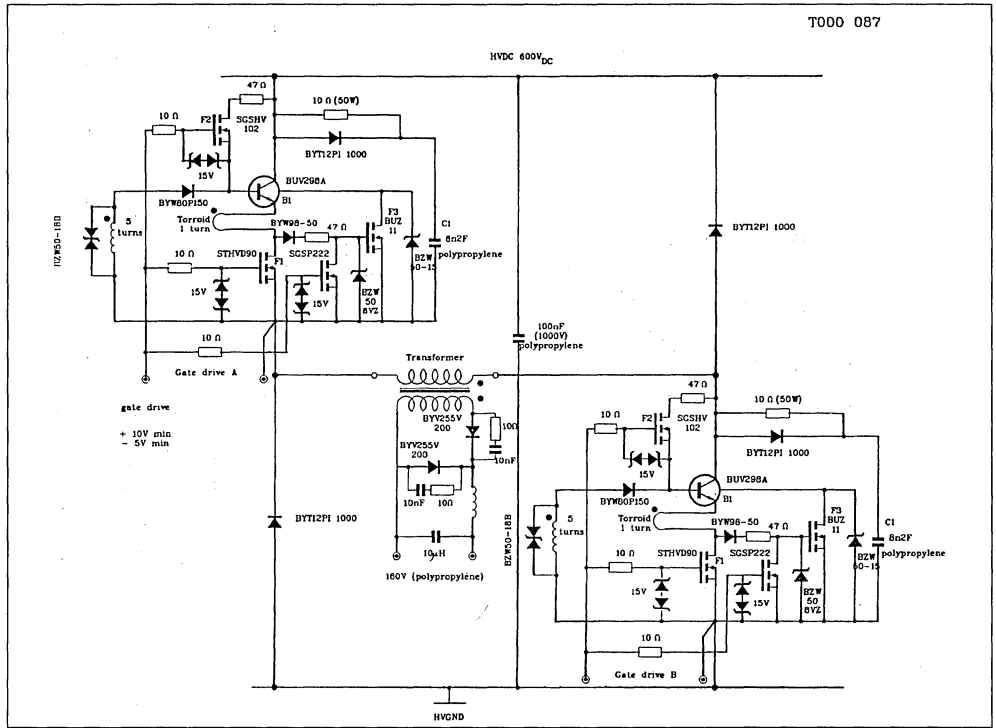 T000 087
HVDC 600V DC
47 Ω
10 Ω
F2
SGSHV
102
15V
10 Ω (50W)
BYT12PI 1000
BUV298A
B1
BYW80P150
BZW50-18B
5
turns
Torroid
1 turn
BYW98-50
47 Ω
F3
BUZ
11
C1
8n2F
polypropylene
10 Ω
STHVD90
F1
SGSP222
15V
15V
BZW
50
6V2
BZW
50-15
10 Ω
Gate drive A
gate drive
+ 10V min
- 5V min
BYT12PI 1000
100nF
(1000V)
polypropylene
Transformer
BYV255V
200
10Ω
10nF
BYV255V
200
10nF
10Ω
10µH
160V (polypropylène)
BYT12PI 1000
47 Ω
10 Ω
F2
SGSHV
102
15V
10 Ω (50W)
BYT12PI 1000
BUV298A
B1
BYW80P150
BZW50-18B
5
turns
Torroid
1 turn
BYW98-50
47 Ω
F3
BUZ
11
C1
8n2F
polypropylene
10 Ω
STHVD90
F1
SGSP222
15V
15V
BZW
50
6V2
BZW
50-15
10 Ω
Gate drive B
HVGND